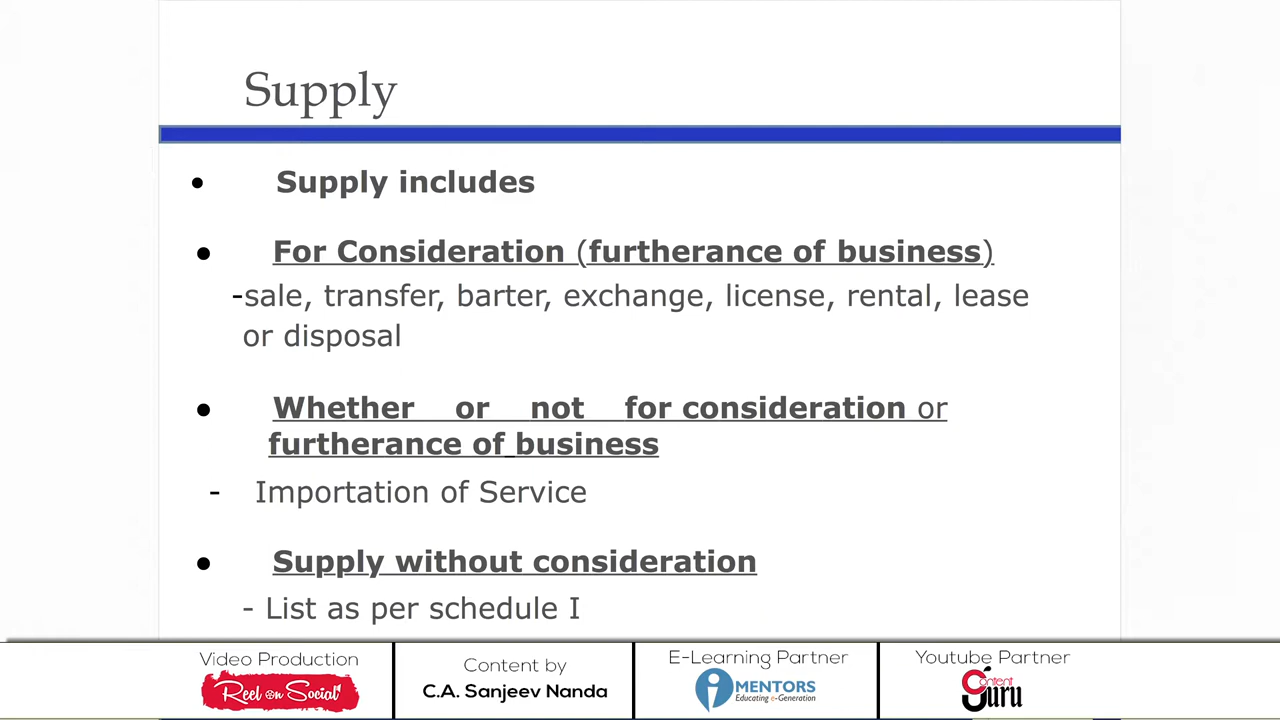 Supply
• Supply includes
• For Consideration (furtherance of business)
-sale, transfer, barter, exchange, license, rental, lease
or disposal
• Whether or not for consideration or
furtherance of business
- Importation of Service
• Supply without consideration
- List as per schedule I
Video Production
Reel on Social
Content by
C.A. Sanjeev Nanda
E-Learning Partner
iMENTORS
Educating e-Generation
Youtube Partner
Content
Guru